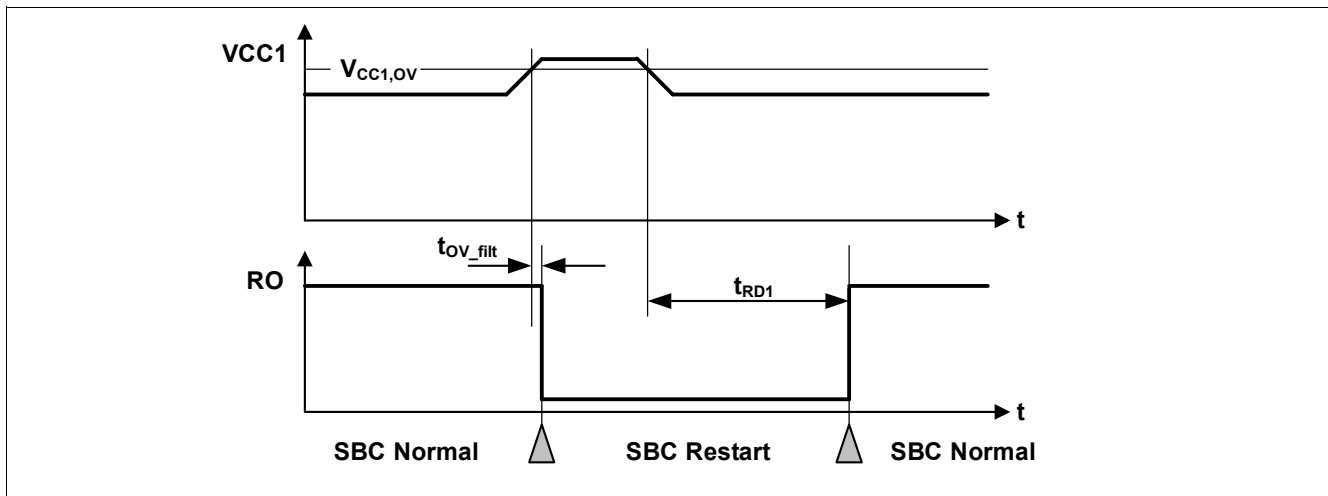 VCC1
VCC1,OV
t
tOV_filt
RO
tRD1
t
SBC Normal SBC Restart SBC Normal